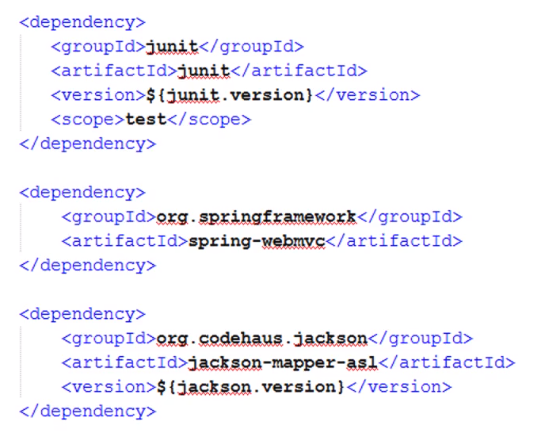 <dependency>
<groupId>junit</groupId>
<artifactId>junit</artifactId>
<version>${junit.version}</version>
<scope>test</scope>
</dependency>
<dependency>
<groupId>org.springframework</groupId>
<artifactId>spring-webmvc</artifactId>
</dependency>
<dependency>
<groupId>org.codehaus.jackson</groupId>
<artifactId>jackson-mapper-asl</artifactId>
<version>${jackson.version}</version>
</dependency>